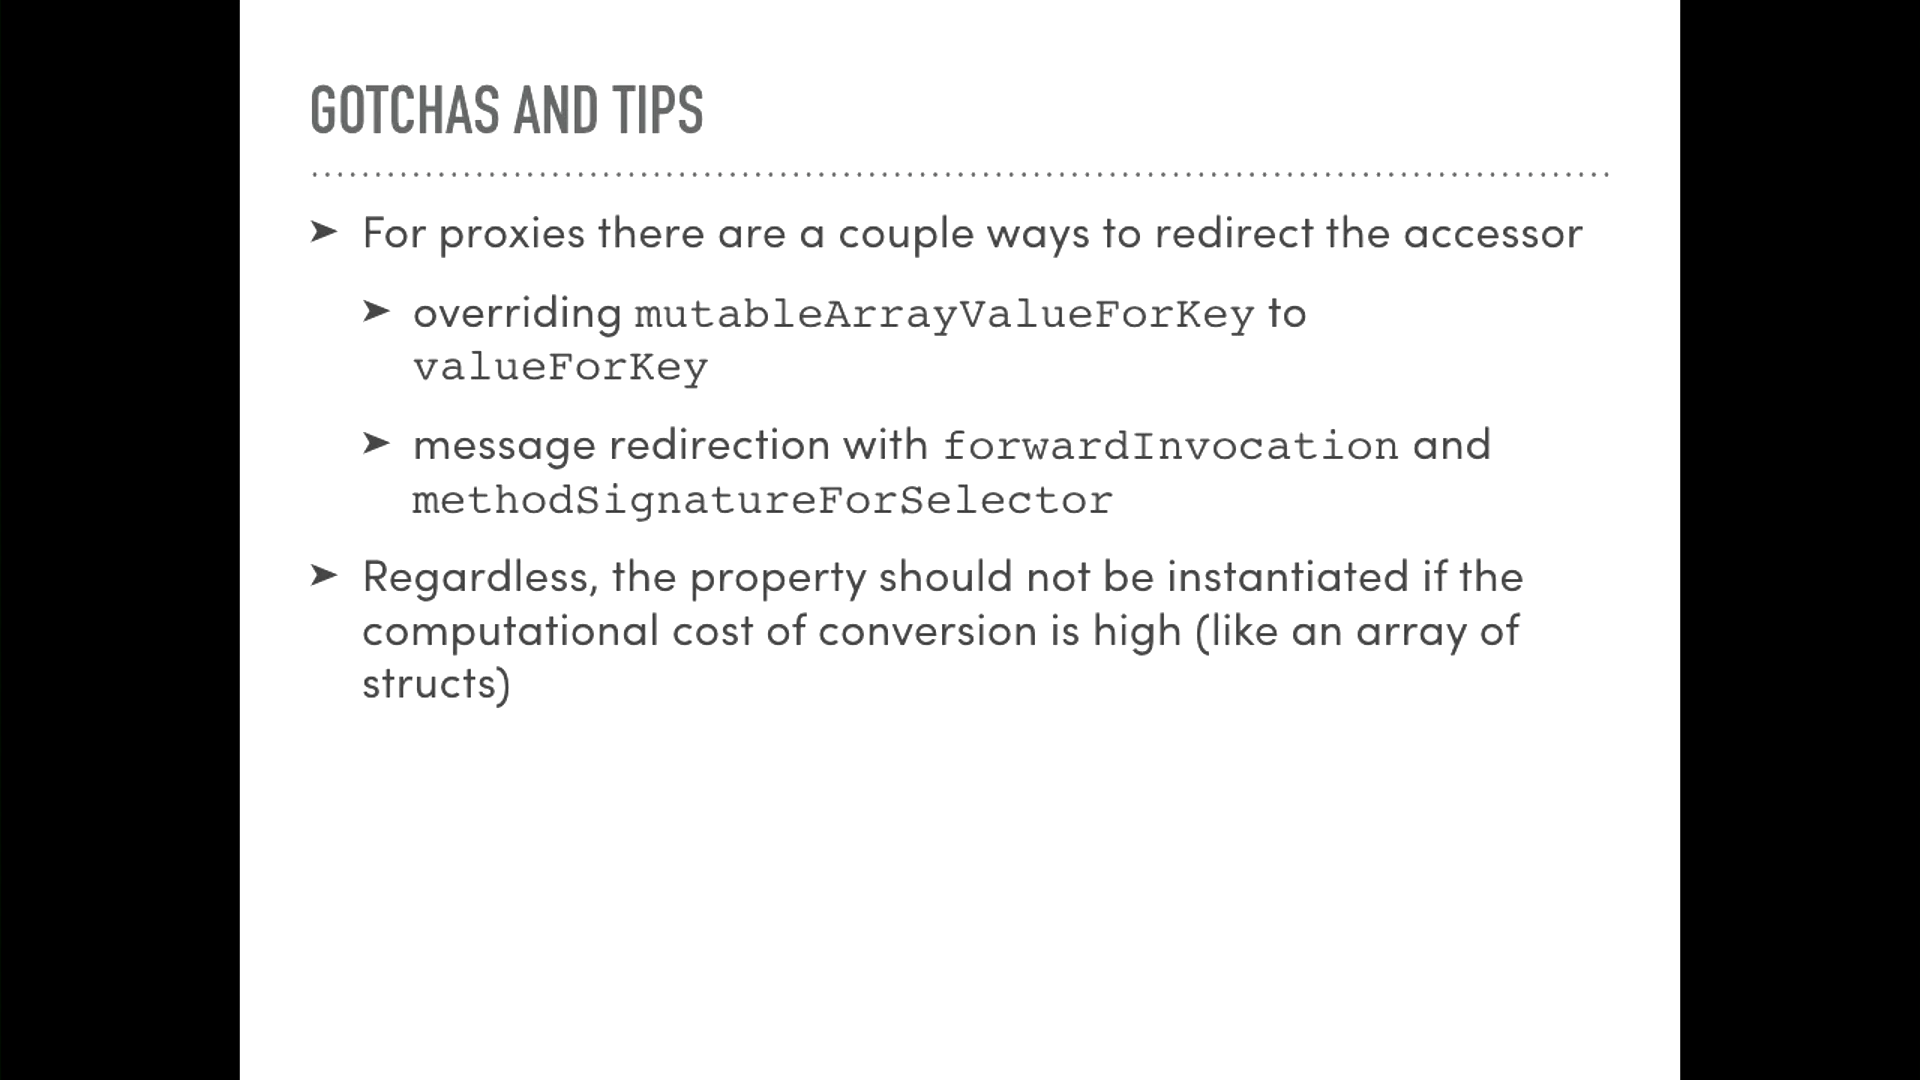 GOTCHAS AND TIPS
➤ For proxies there are a couple ways to redirect the accessor
➤ overriding mutableArrayValueForKey to
valueForKey
➤ message redirection with forwardInvocation and
methodSignatureForSelector
➤ Regardless, the property should not be instantiated if the
computational cost of conversion is high (like an array of
structs)